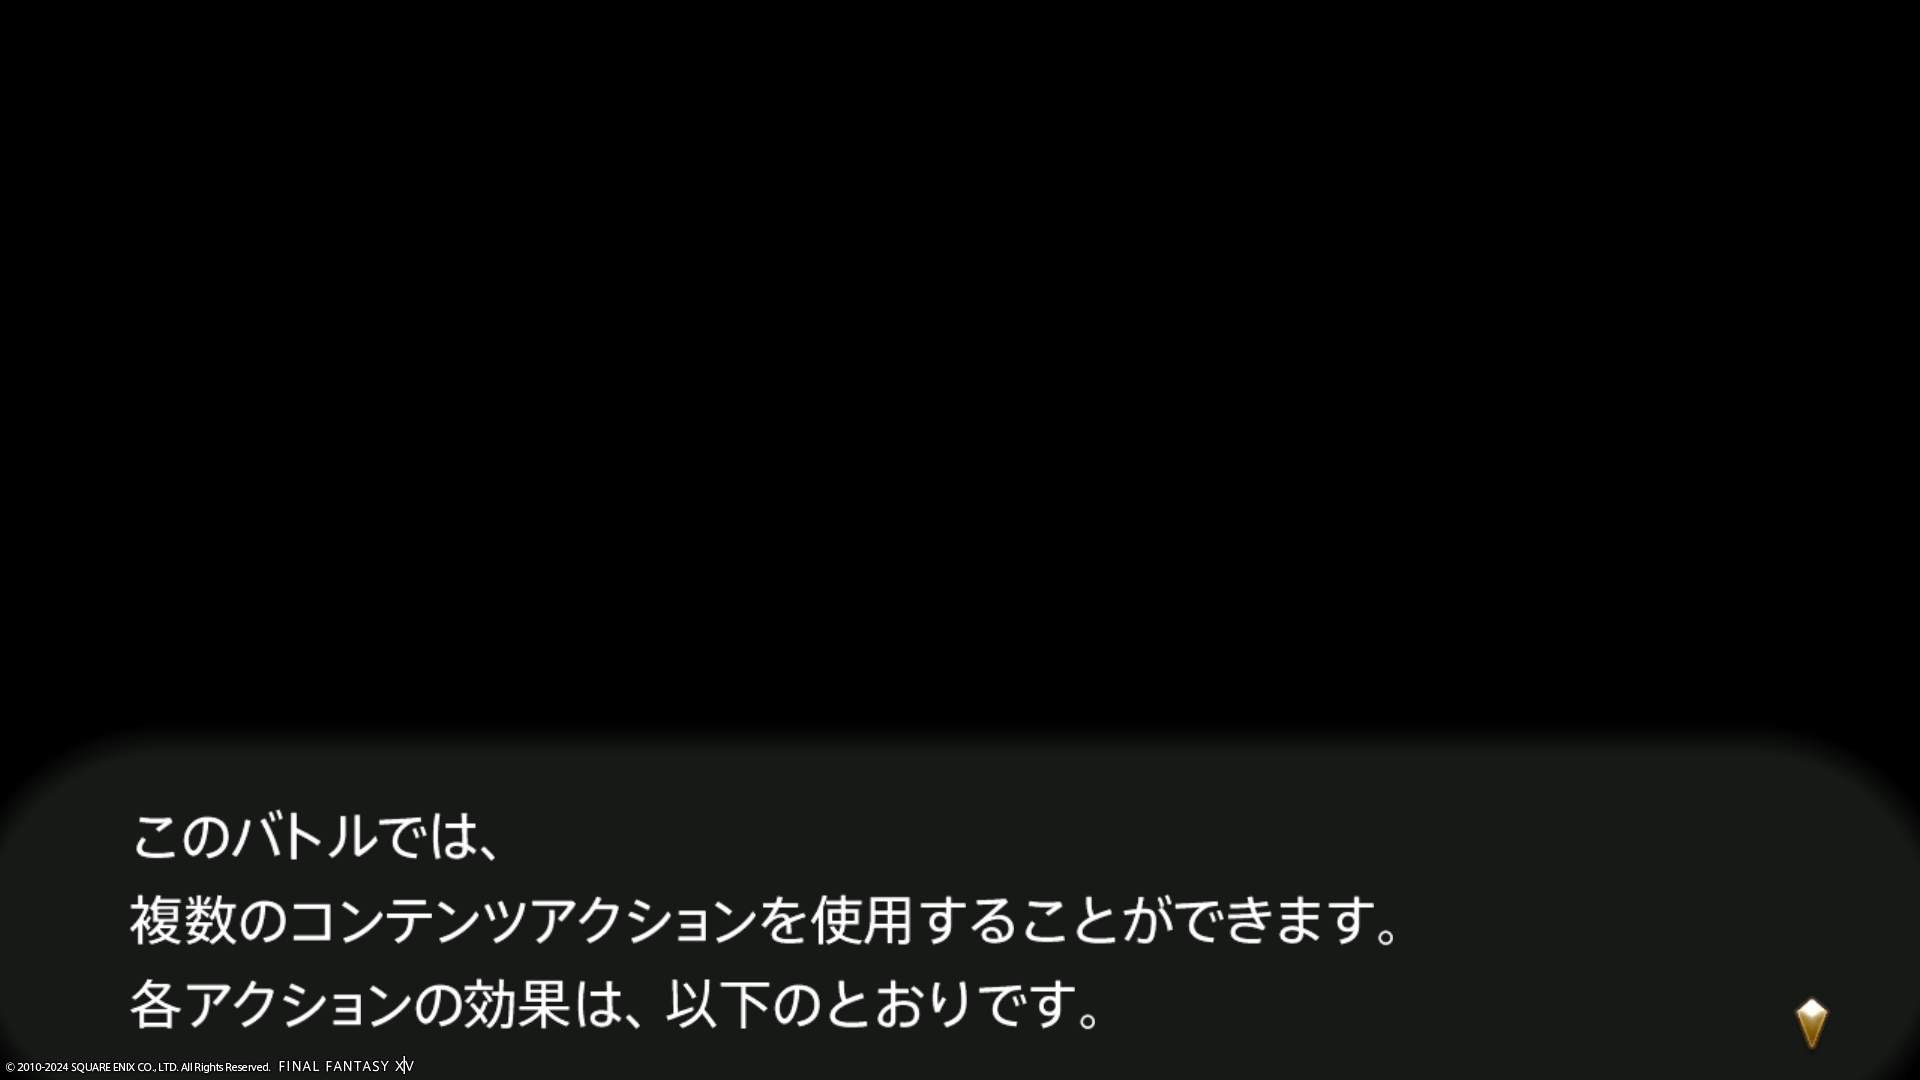 このバトルでは、
複数のコンテンツアクションを使用することができます。
各アクションの効果は、以下のとおりです。
© 2010-2024 SQUARE ENIX CO., LTD. All Rights Reserved. FINAL FANTASY XIV